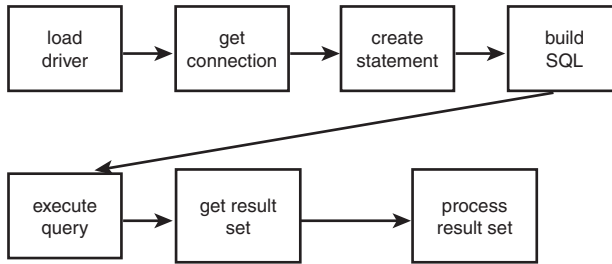 load
driver
get
connection
create
statement
build
SQL
execute
query
get result
set
process
result set